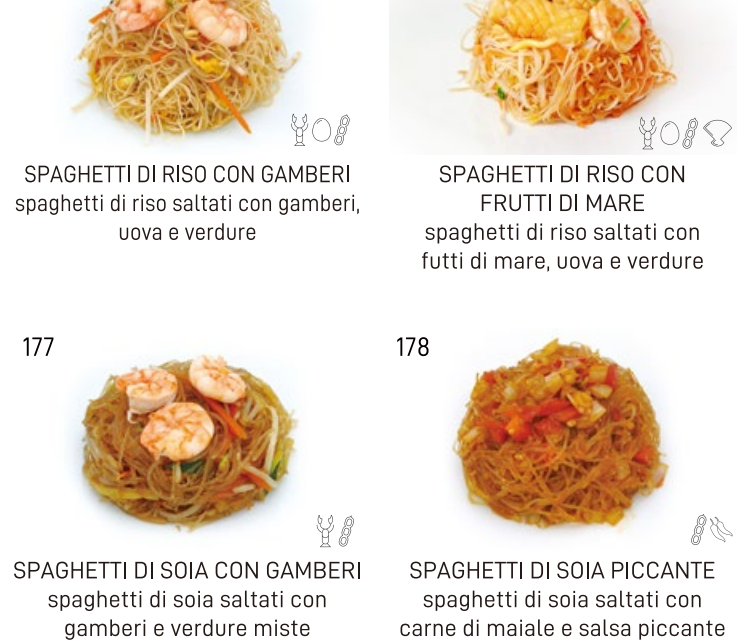 SPAGHETTI DI RISO CON GAMBERI
spaghetti di riso saltati con gamberi,
uova e verdure
SPAGHETTI DI RISO CON
FRUTTI DI MARE
spaghetti di riso saltati con
futti di mare, uova e verdure
177
SPAGHETTI DI SOIA CON GAMBERI
spaghetti di soia saltati con
gamberi e verdure miste
178
SPAGHETTI DI SOIA PICCANTE
spaghetti di soia saltati con
carne di maiale e salsa piccante